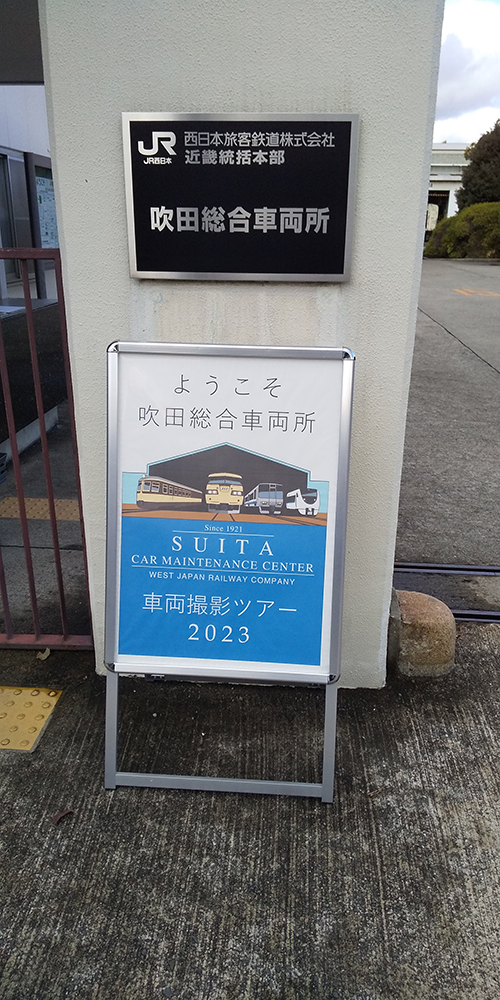 JR 西日本旅客鉄道株式会社
JR西日本 近畿統括本部
吹田総合車両所
ようこそ
吹田総合車両所
Since 1921
SUITA
CAR MAINTENANCE CENTER
WEST JAPAN RAILWAY COMPANY
車両撮影ツアー
2023